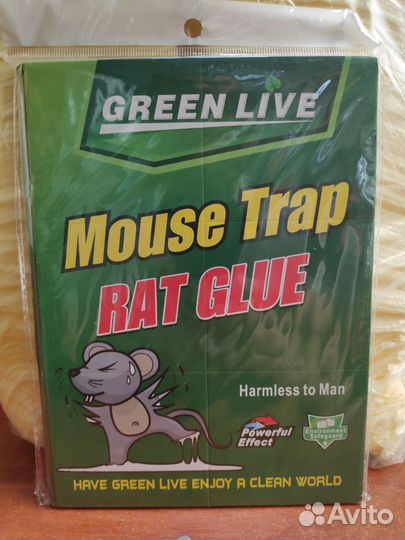 GREEN LIVE
Mouse Trap
RAT GLUE
Harmless to Man
Powerful
Effect
Environment
Safeguard
HAVE GREEN LIVE ENJOY A CLEAN WORLD
Avito